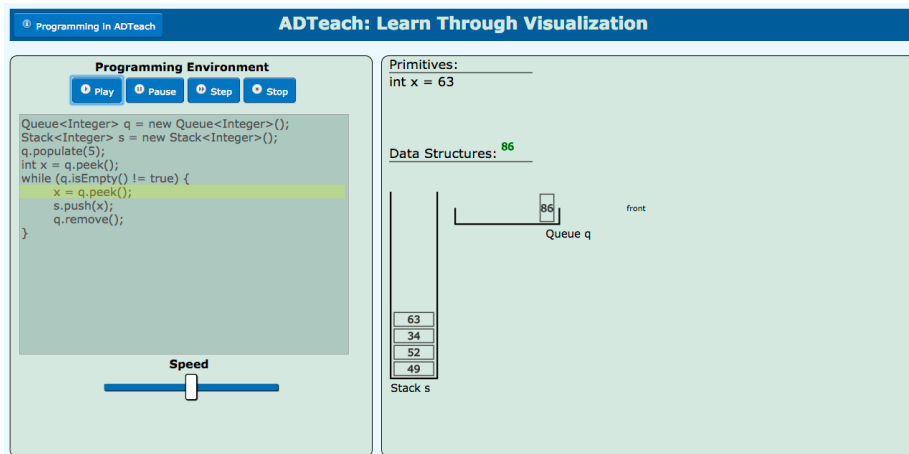 Programming in ADTeach
ADTeach: Learn Through Visualization
Programming Environment
Play
Pause
Step
Stop
Queue<Integer> q = new Queue<Integer>();
Stack<Integer> s = new Stack<Integer>();
q.populate(5);
int x = q.peek();
while (q.isEmpty() != true) {
x = q.peek();
s.push(x);
q.remove();
}
Speed
Primitives:
int x = 63
Data Structures: 86
86
front
Queue q
63
34
52
49
Stack s